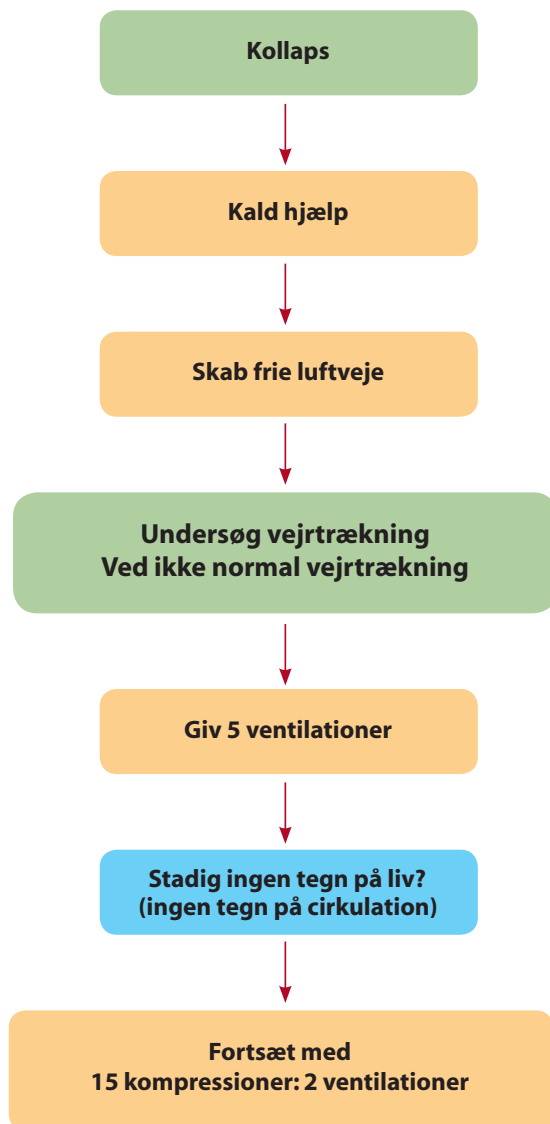 Kollaps
Kald hjælp
Skab frie luftveje
Undersøg vejrtrækning
Ved ikke normal vejrtrækning
Giv 5 ventilationer
Stadig ingen tegn på liv?
(ingen tegn på cirkulation)
Fortsæt med
15 kompressioner: 2 ventilationer